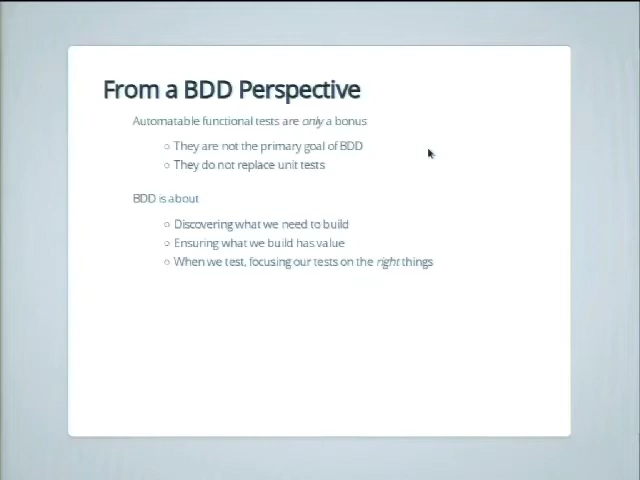 From a BDD Perspective
Automatable functional tests are only a bonus
○ They are not the primary goal of BDD
○ They do not replace unit tests
BDD is about
○ Discovering what we need to build
○ Ensuring what we build has value
○ When we test, focusing our tests on the right things